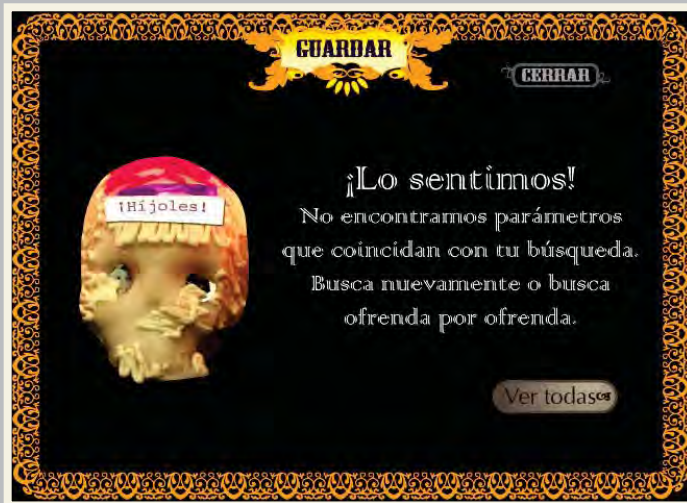 GUARDAR
CERRAR
¡Híjoles!
¡Lo sentimos!
No encontramos parámetros
que coincidan con tu búsqueda.
Busca nuevamente o busca
ofrenda por ofrenda.
Ver todas